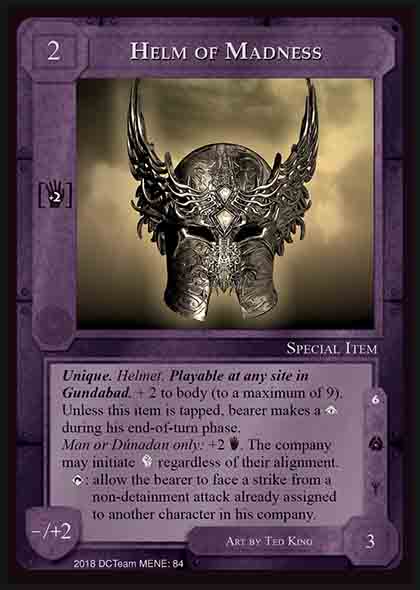 2
HELM OF MADNESS
[+2]
SPECIAL ITEM
Unique. Helmet. Playable at any site in
Gundabad. + 2 to body (to a maximum of 9).
Unless this item is tapped, bearer makes a
during his end-of-turn phase.
Man or Dúnadan only: +2 . The company
may initiate regardless of their alignment.
: allow the bearer to face a strike from a
non-detainment attack already assigned
to another character in his company.
6
–/+2
ART BY TED KING
3
2018 DCTeam MENE: 84